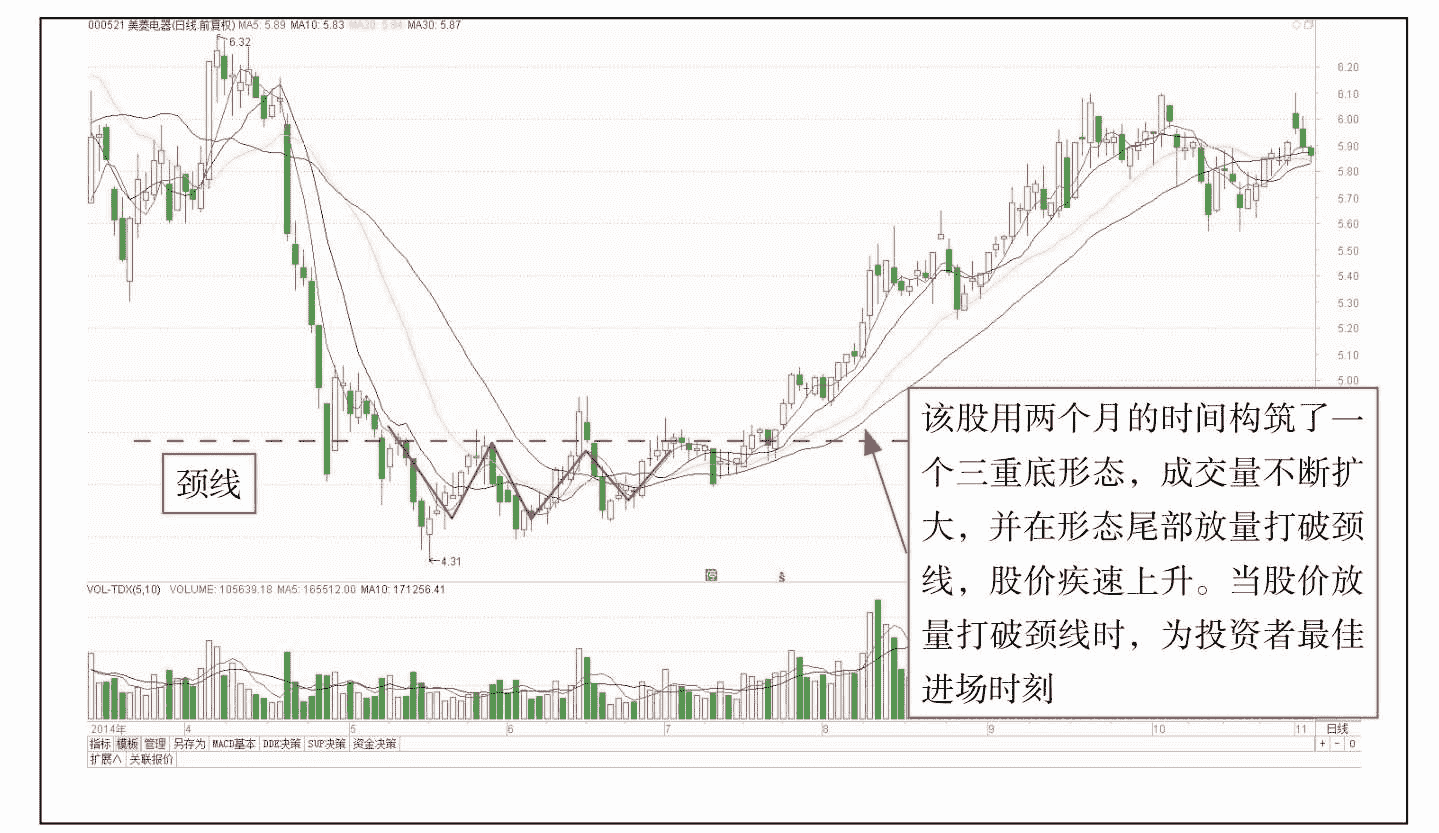 000521 美菱电器(日线.前复权) MA5: 5.89 MA10: 5.83 MA20: 5.84 MA30: 5.87
6.32
6.20
6.10
6.00
5.90
5.80
5.70
5.60
5.50
5.40
5.30
5.20
5.10
5.00
颈线
该股用两个月的时间构筑了一
个三重底形态，成交量不断扩
大，并在形态尾部放量打破颈
线，股价疾速上升。当股价放
量打破颈线时，为投资者最佳
进场时刻
4.31
停
$
VOL-TDX(5,10) VOLUME: 105639.18 MA5: 165512.00 MA10: 171256.41
2014年 4 5 6 7 8 9 10 11 日线
指标 模板 管理 另存为 MACD基本 DDE决策 SUP决策 资金决策 + - 0
扩展∧ 关联报价